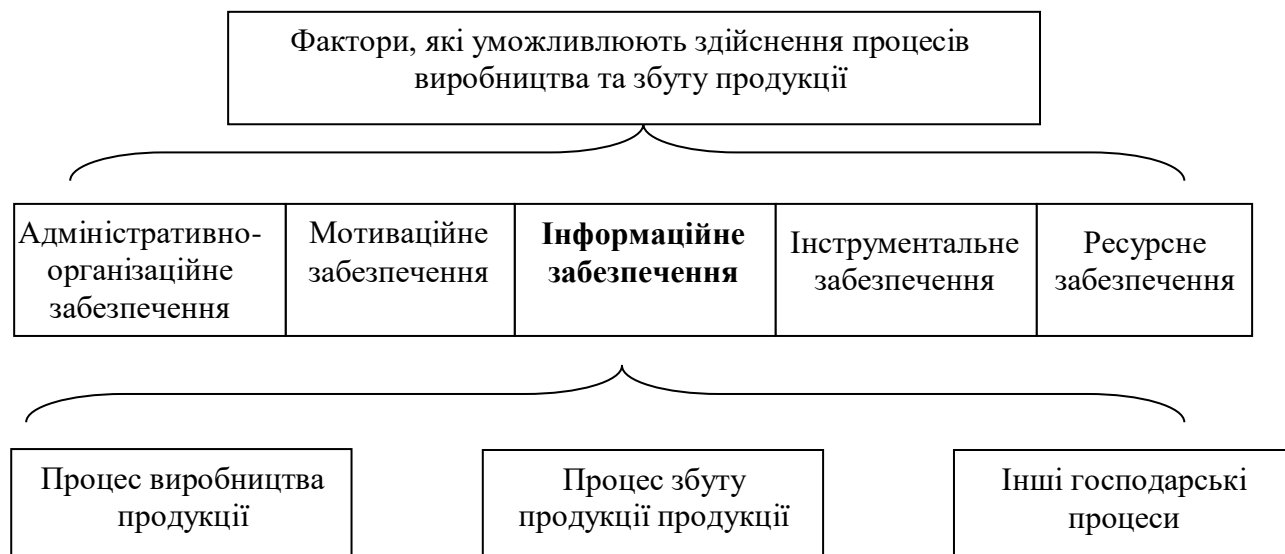 Фактори, які уможливлюють здійснення процесів
виробництва та збуту продукції
Адміністративно-
організаційне
забезпечення
Мотиваційне
забезпечення
Інформаційне
забезпечення
Інструментальне
забезпечення
Ресурсне
забезпечення
Процес виробництва
продукції
Процес збуту
продукції продукції
Інші господарські
процеси